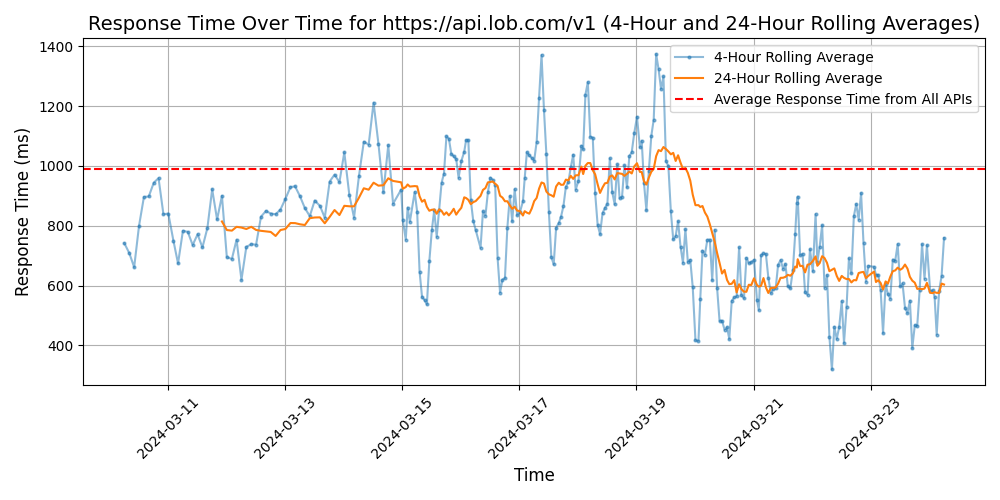 Response Time Over Time for https://api.lob.com/v1 (4-Hour and 24-Hour Rolling Averages)
4-Hour Rolling Average
24-Hour Rolling Average
Average Response Time from All APIs
Response Time (ms)
1400
1200
1000
800
600
400
2024-03-11
2024-03-13
2024-03-15
2024-03-17
2024-03-19
2024-03-21
2024-03-23
Time